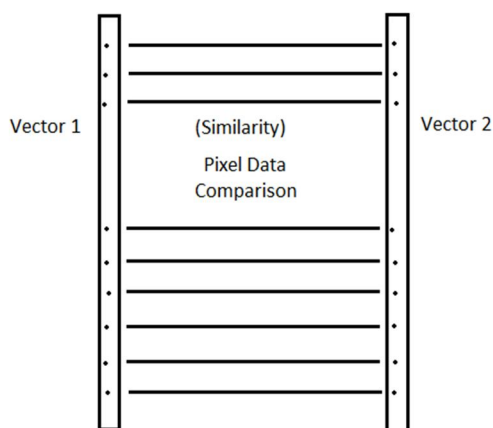 Vector 1
(Similarity)
Pixel Data
Comparison
Vector 2